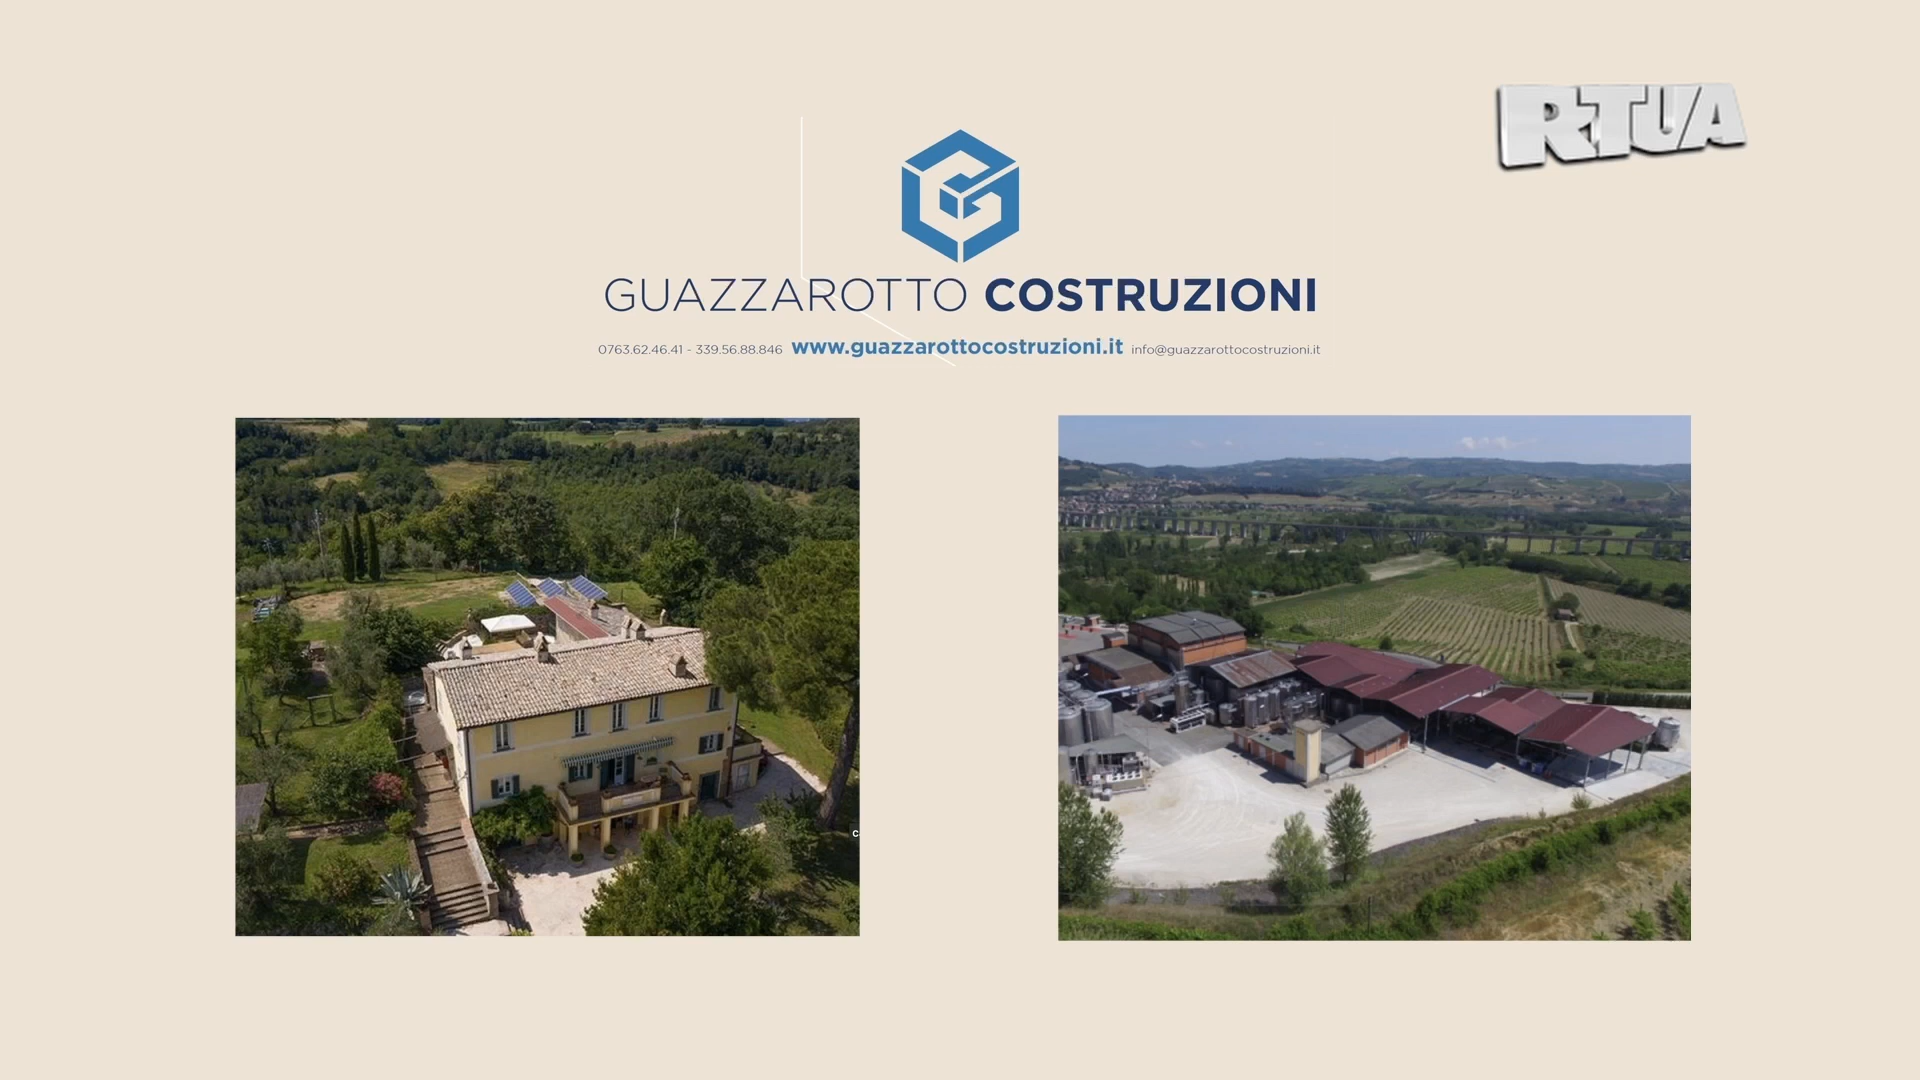 RTUA
GUAZZAROTTO COSTRUZIONI
0763.62.46.41 - 339.56.88.846 www.guazzarottocostruzioni.it info@guazzarottocostruzioni.it
C